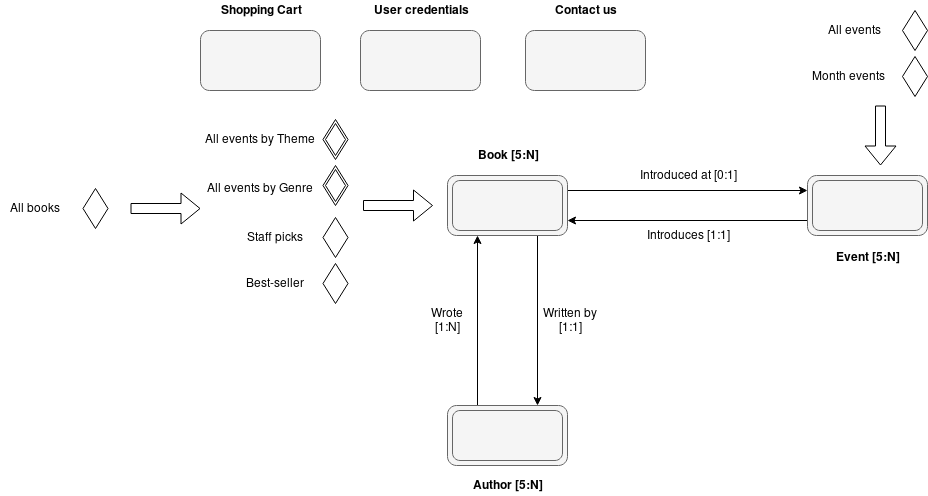 Shopping Cart
User credentials
Contact us
All events
Month events
All events by Theme
All events by Genre
Staff picks
Best-seller
All books
Book [5:N]
Introduced at [0:1]
Introduces [1:1]
Event [5:N]
Wrote
[1:N]
Written by
[1:1]
Author [5:N]